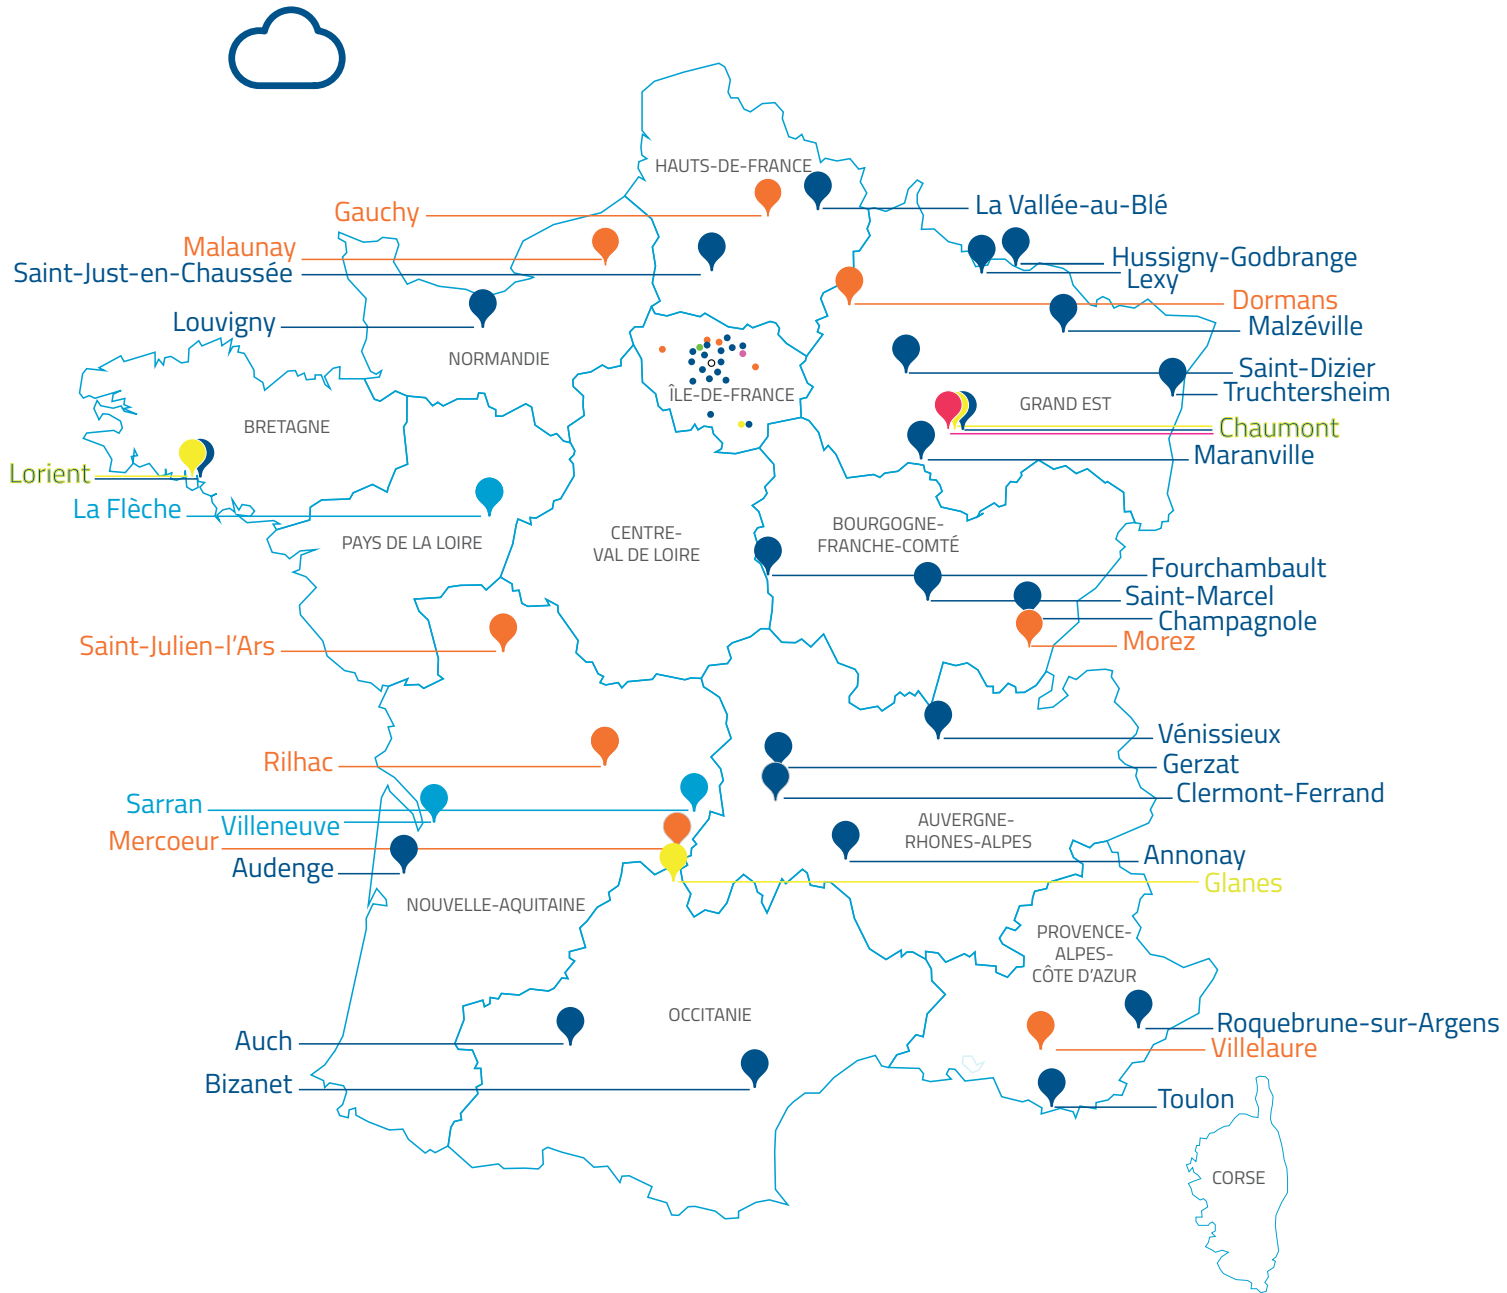 HAUTS-DE-FRANCE
Gauchy
La Vallée-au-Blé
Malaunay
Saint-Just-en-Chaussée
Hussigny-Godbrange
Lexy
Dormans
Louvigny
Malzéville
NORMANDIE
Saint-Dizier
Truchtersheim
ÎLE-DE-FRANCE
GRAND EST
BRETAGNE
Chaumont
Maranville
Lorient
La Flèche
PAYS DE LA LOIRE
CENTRE-
VAL DE LOIRE
BOURGOGNE-
FRANCHE-COMTÉ
Fourchambault
Saint-Marcel
Champagnole
Morez
Saint-Julien-l'Ars
Vénissieux
Rilhac
Gerzat
Clermont-Ferrand
Sarran
Villeneuve
Mercoeur
AUVERGNE-
RHONES-ALPES
Audenge
Annonay
Glanes
NOUVELLE-AQUITAINE
PROVENCE-
ALPES-
CÔTE D'AZUR
OCCITANIE
Roquebrune-sur-Argens
Auch
Villelaure
Bizanet
Toulon
CORSE